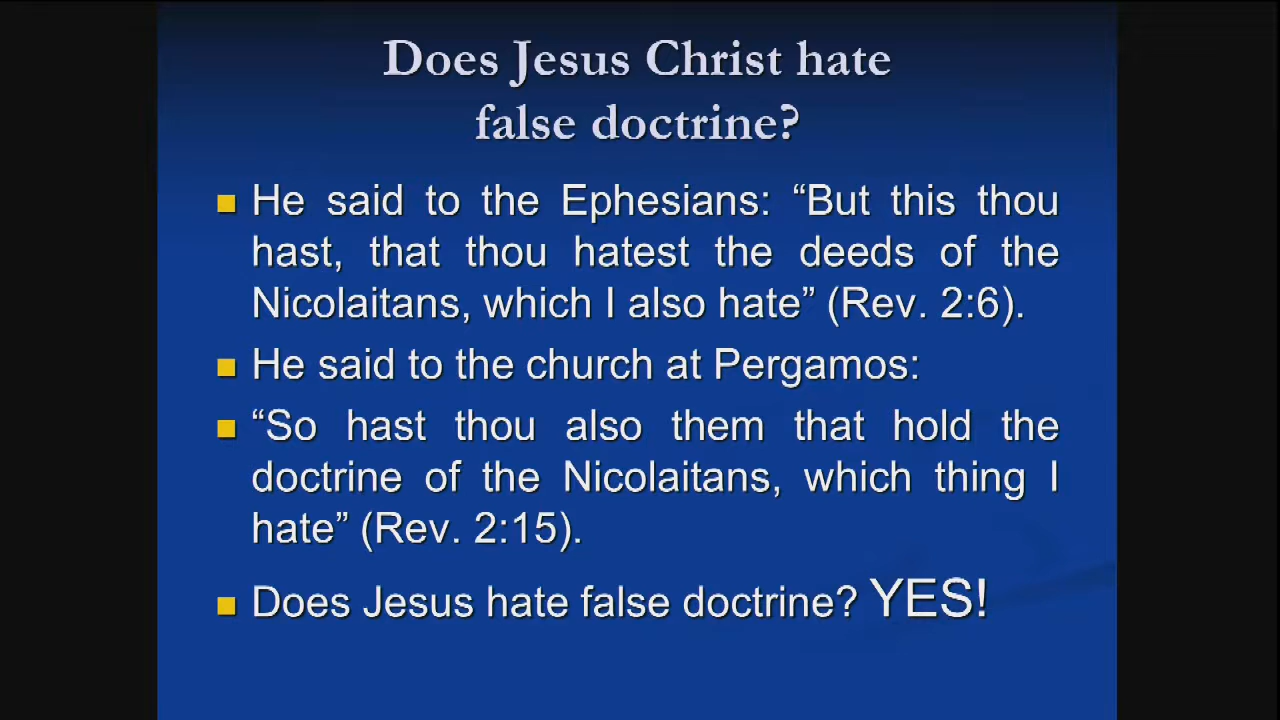 Does Jesus Christ hate
false doctrine?
He said to the Ephesians: “But this thou
hast, that thou hatest the deeds of the
Nicolaitans, which I also hate” (Rev. 2:6).
He said to the church at Pergamos:
“So hast thou also them that hold the
doctrine of the Nicolaitans, which thing I
hate” (Rev. 2:15).
Does Jesus hate false doctrine? YES!